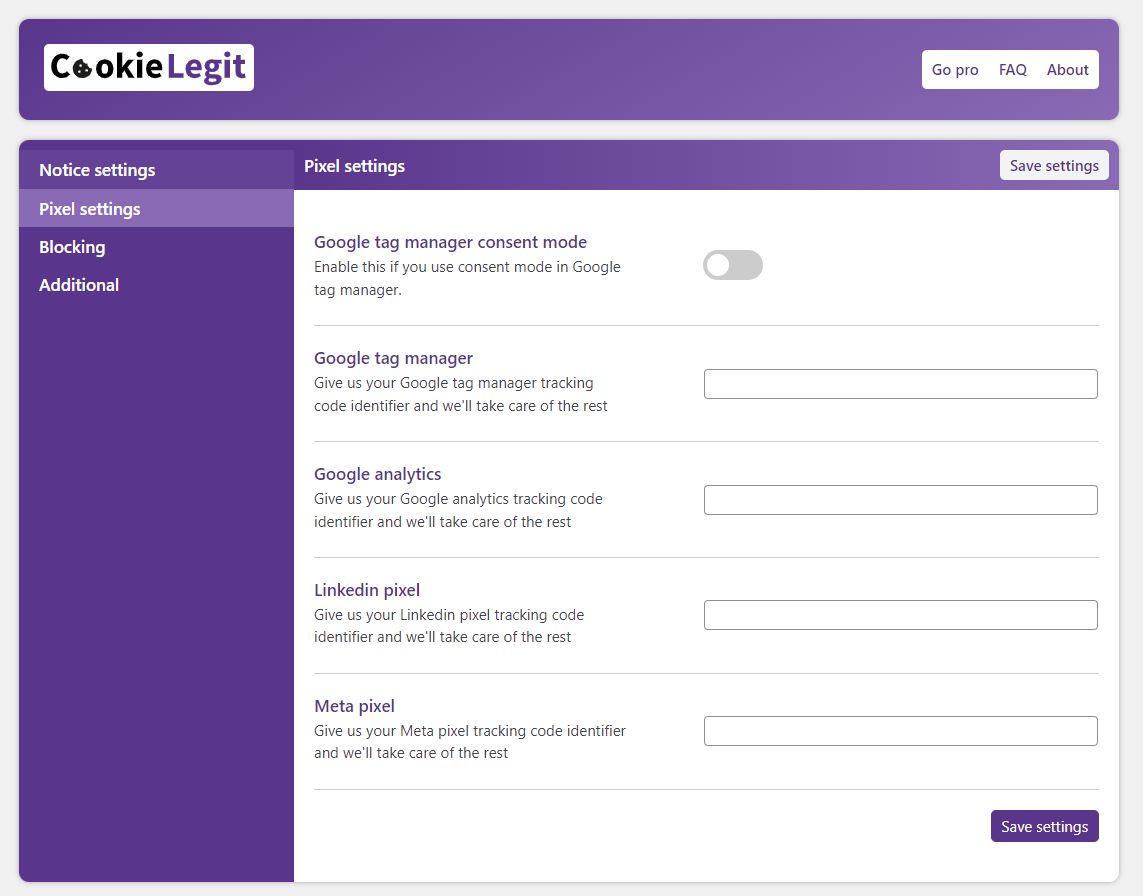 Cookie Legit
Go pro FAQ About
Notice settings
Pixel settings
Blocking
Additional
Pixel settings
Save settings
Google tag manager consent mode
Enable this if you use consent mode in Google
tag manager.
Google tag manager
Give us your Google tag manager tracking
code identifier and we'll take care of the rest
Google analytics
Give us your Google analytics tracking code
identifier and we'll take care of the rest
Linkedin pixel
Give us your Linkedin pixel tracking code
identifier and we'll take care of the rest
Meta pixel
Give us your Meta pixel tracking code identifier
and we'll take care of the rest
Save settings